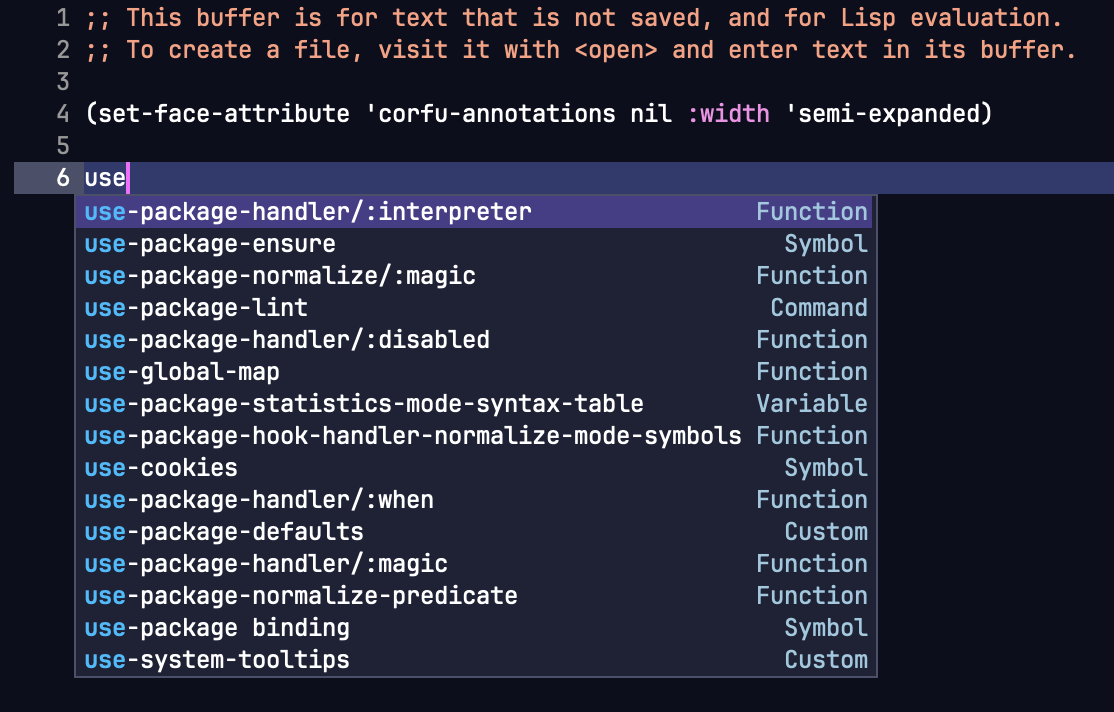 1 ;; This buffer is for text that is not saved, and for Lisp evaluation.
2 ;; To create a file, visit it with <open> and enter text in its buffer.
3
4 (set-face-attribute 'corfu-annotations nil :width 'semi-expanded)
5
6 use
use-package-handler/:interpreter Function
use-package-ensure Symbol
use-package-normalize/:magic Function
use-package-lint Command
use-package-handler/:disabled Function
use-global-map Function
use-package-statistics-mode-syntax-table Variable
use-package-hook-handler-normalize-mode-symbols Function
use-cookies Symbol
use-package-handler/:when Function
use-package-defaults Custom
use-package-handler/:magic Function
use-package-normalize-predicate Function
use-package binding Symbol
use-system-tooltips Custom